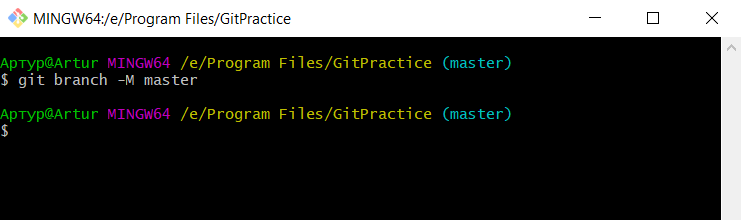 MINGW64:/e/Program Files/GitPractice
Артур@Artur MINGW64 /e/Program Files/GitPractice (master)
$ git branch -M master
Артур@Artur MINGW64 /e/Program Files/GitPractice (master)
$